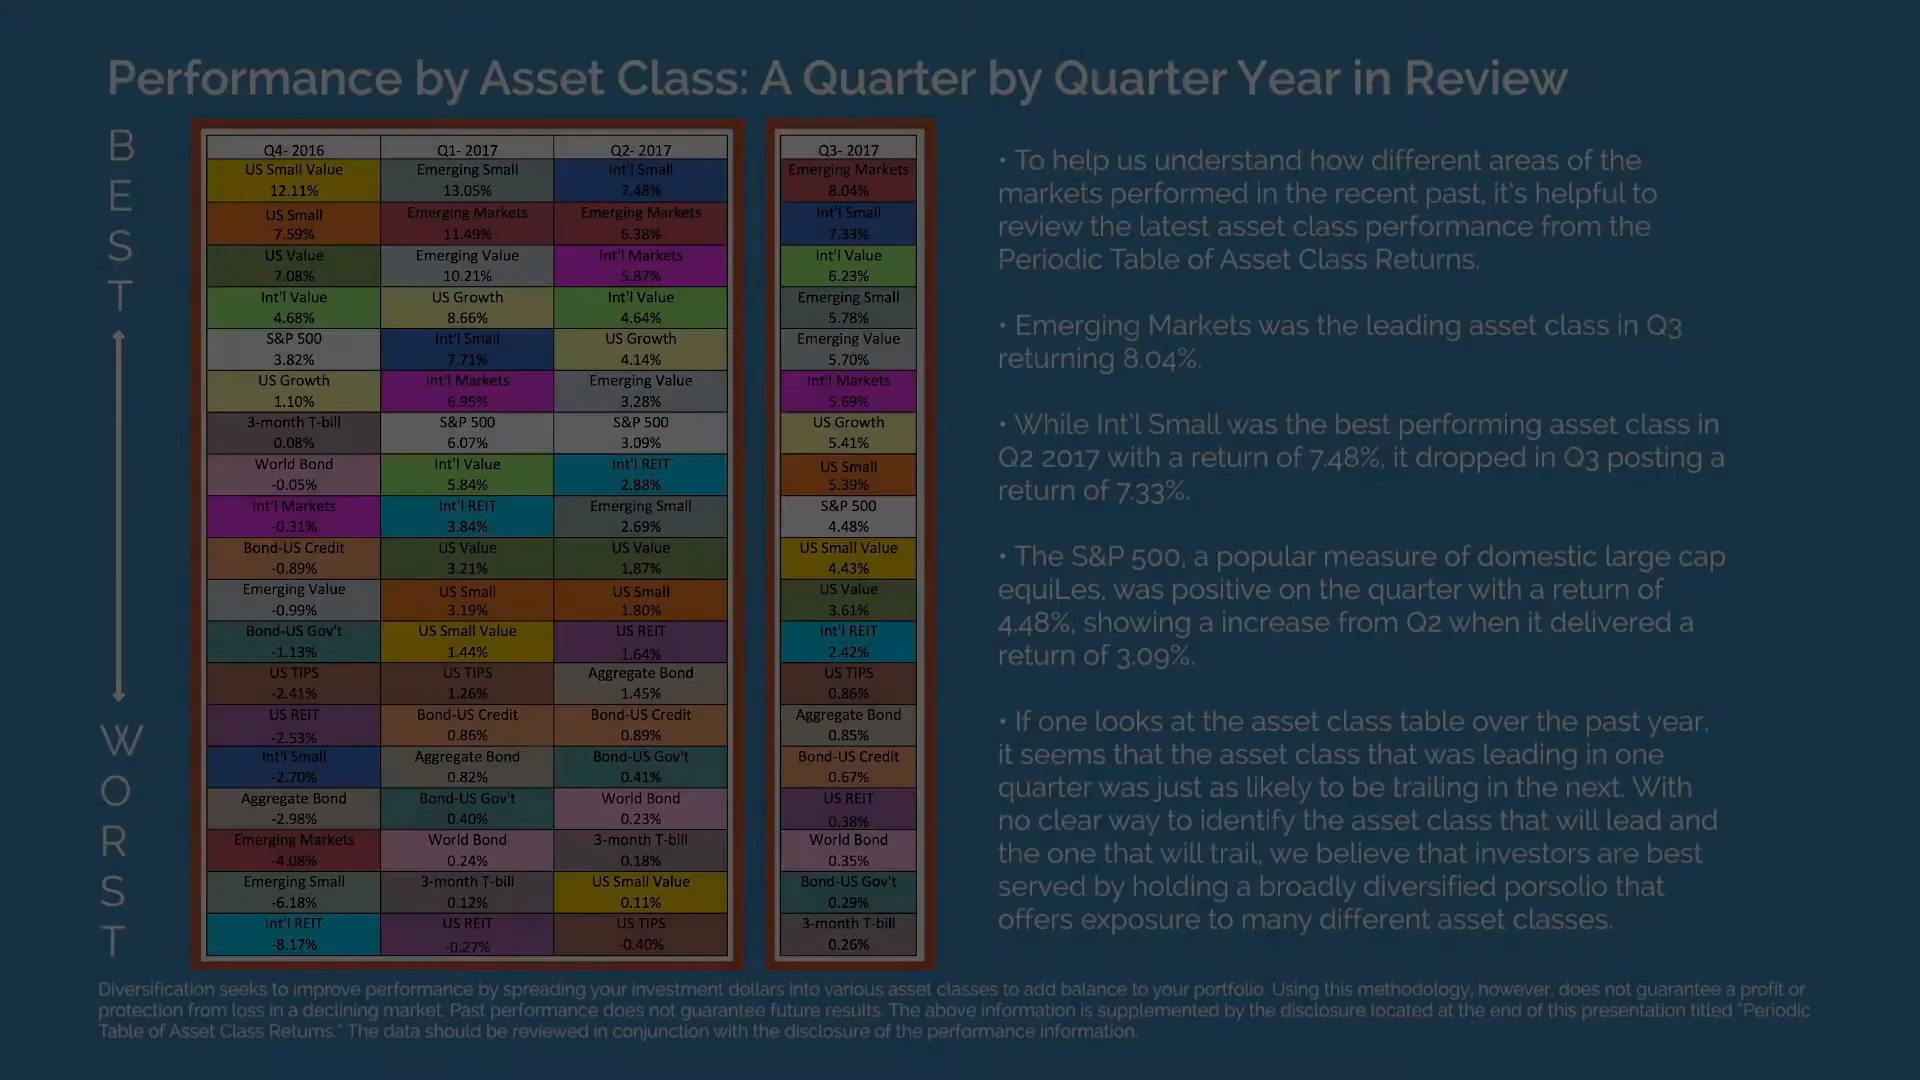 Performance by Asset Class: A Quarter by Quarter Year in Review
B
E
S
T
W
O
R
S
T
Q4- 2016 Q1- 2017 Q2- 2017 Q3- 2017
US Small Value Emerging Small Int'l Small Emerging Markets
12.11% 13.05% 7.48% 8.04%
US Small Emerging Markets Emerging Markets Int'l Small
7.59% 11.49% 6.38% 7.33%
US Value Emerging Value Int'l Markets Int'l Value
7.08% 10.21% 5.87% 6.23%
Int'l Value US Growth Int'l Value Emerging Small
4.68% 8.66% 4.64% 5.78%
S&P 500 Int'l Small US Growth Emerging Value
3.82% 7.71% 4.14% 5.70%
US Growth Int'l Markets Emerging Value Int'l Markets
1.10% 6.95% 3.28% 5.69%
3-month T-bill S&P 500 S&P 500 US Growth
0.08% 6.07% 3.09% 5.41%
World Bond Int'l Value Int'l REIT US Small
-0.05% 5.84% 2.88% 5.39%
Int'l Markets Int'l REIT Emerging Small S&P 500
-0.31% 3.84% 2.69% 4.48%
Bond-US Credit US Value US Value US Small Value
-0.89% 3.21% 1.87% 4.43%
Emerging Value US Small US Small US Value
-0.99% 3.19% 1.80% 3.61%
Bond-US Gov't US Small Value US REIT Int'l REIT
-1.13% 1.44% 1.64% 2.42%
US TIPS US TIPS Aggregate Bond US TIPS
-2.41% 1.26% 1.45% 0.86%
US REIT Bond-US Credit Bond-US Credit Aggregate Bond
-2.53% 0.86% 0.89% 0.85%
Int'l Small Aggregate Bond Bond-US Gov't Bond-US Credit
-2.70% 0.82% 0.41% 0.67%
Aggregate Bond Bond-US Gov't World Bond US REIT
-2.98% 0.40% 0.23% 0.38%
Emerging Markets World Bond 3-month T-bill World Bond
-4.08% 0.24% 0.18% 0.35%
Emerging Small 3-month T-bill US Small Value Bond-US Gov't
-6.18% 0.12% 0.11% 0.29%
Int'l REIT US REIT US TIPS 3-month T-bill
-8.17% -0.27% -0.40% 0.26%
• To help us understand how different areas of the
markets performed in the recent past, it's helpful to
review the latest asset class performance from the
Periodic Table of Asset Class Returns.
• Emerging Markets was the leading asset class in Q3
returning 8.04%.
• While Int'l Small was the best performing asset class in
Q2 2017 with a return of 7.48%, it dropped in Q3 posting a
return of 7.33%.
• The S&P 500, a popular measure of domestic large cap
equiLes, was positive on the quarter with a return of
4.48%, showing a increase from Q2 when it delivered a
return of 3.09%.
• If one looks at the asset class table over the past year,
it seems that the asset class that was leading in one
quarter was just as likely to be trailing in the next. With
no clear way to identify the asset class that will lead and
the one that will trail, we believe that investors are best
served by holding a broadly diversified porsolio that
offers exposure to many different asset classes.
Diversification seeks to improve performance by spreading your investment dollars into various asset classes to add balance to your portfolio. Using this methodology, however, does not guarantee a profit or
protection from loss in a declining market. Past performance does not guarantee future results. The above information is supplemented by the disclosure located at the end of this presentation titled "Periodic
Table of Asset Class Returns." The data should be reviewed in conjunction with the disclosure of the performance information.